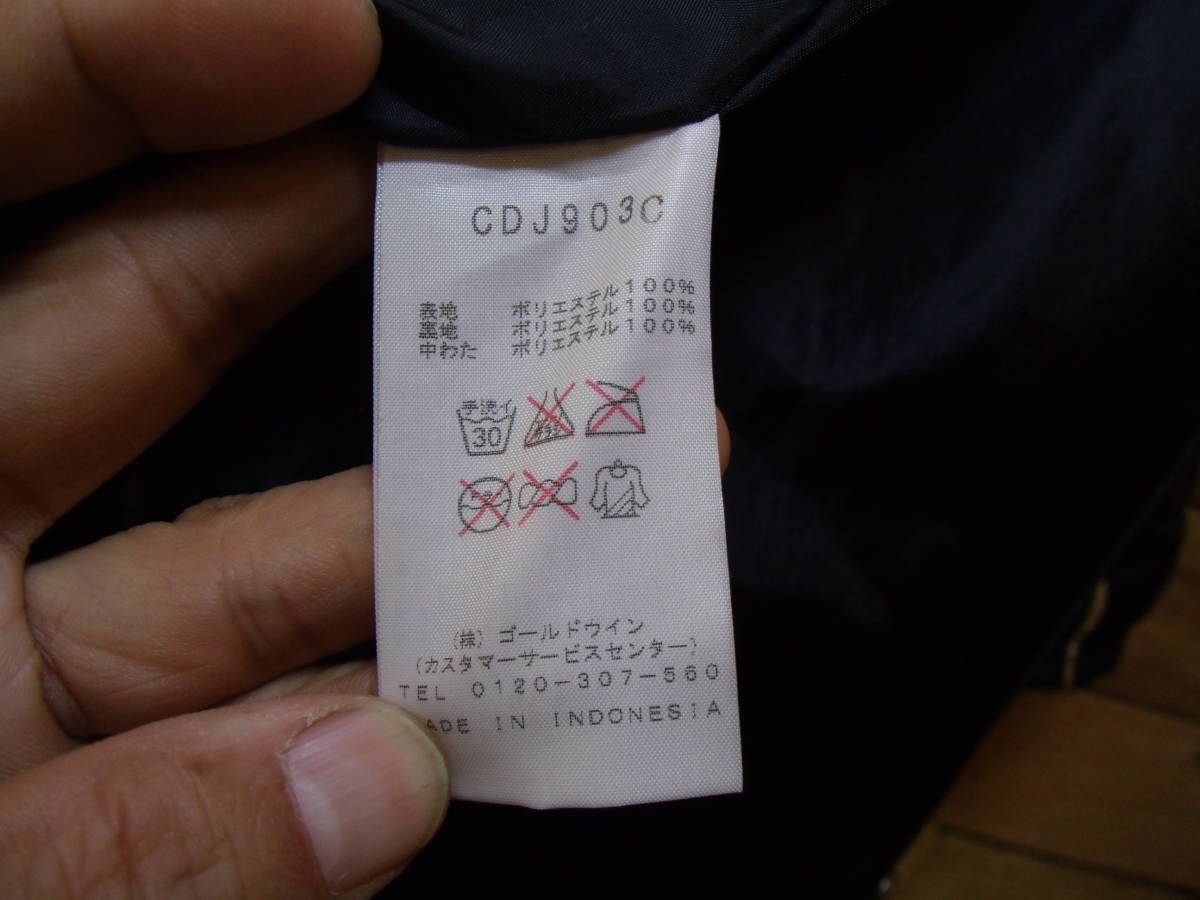 CDJ903C
表地 ポリエステル100%
裏地 ポリエステル100%
中わた ポリエステル100%
手洗イ
30
(株) ゴールドウイン
(カスタマーサービスセンター)
TEL 0120-307-560
ADE IN INDONESIA